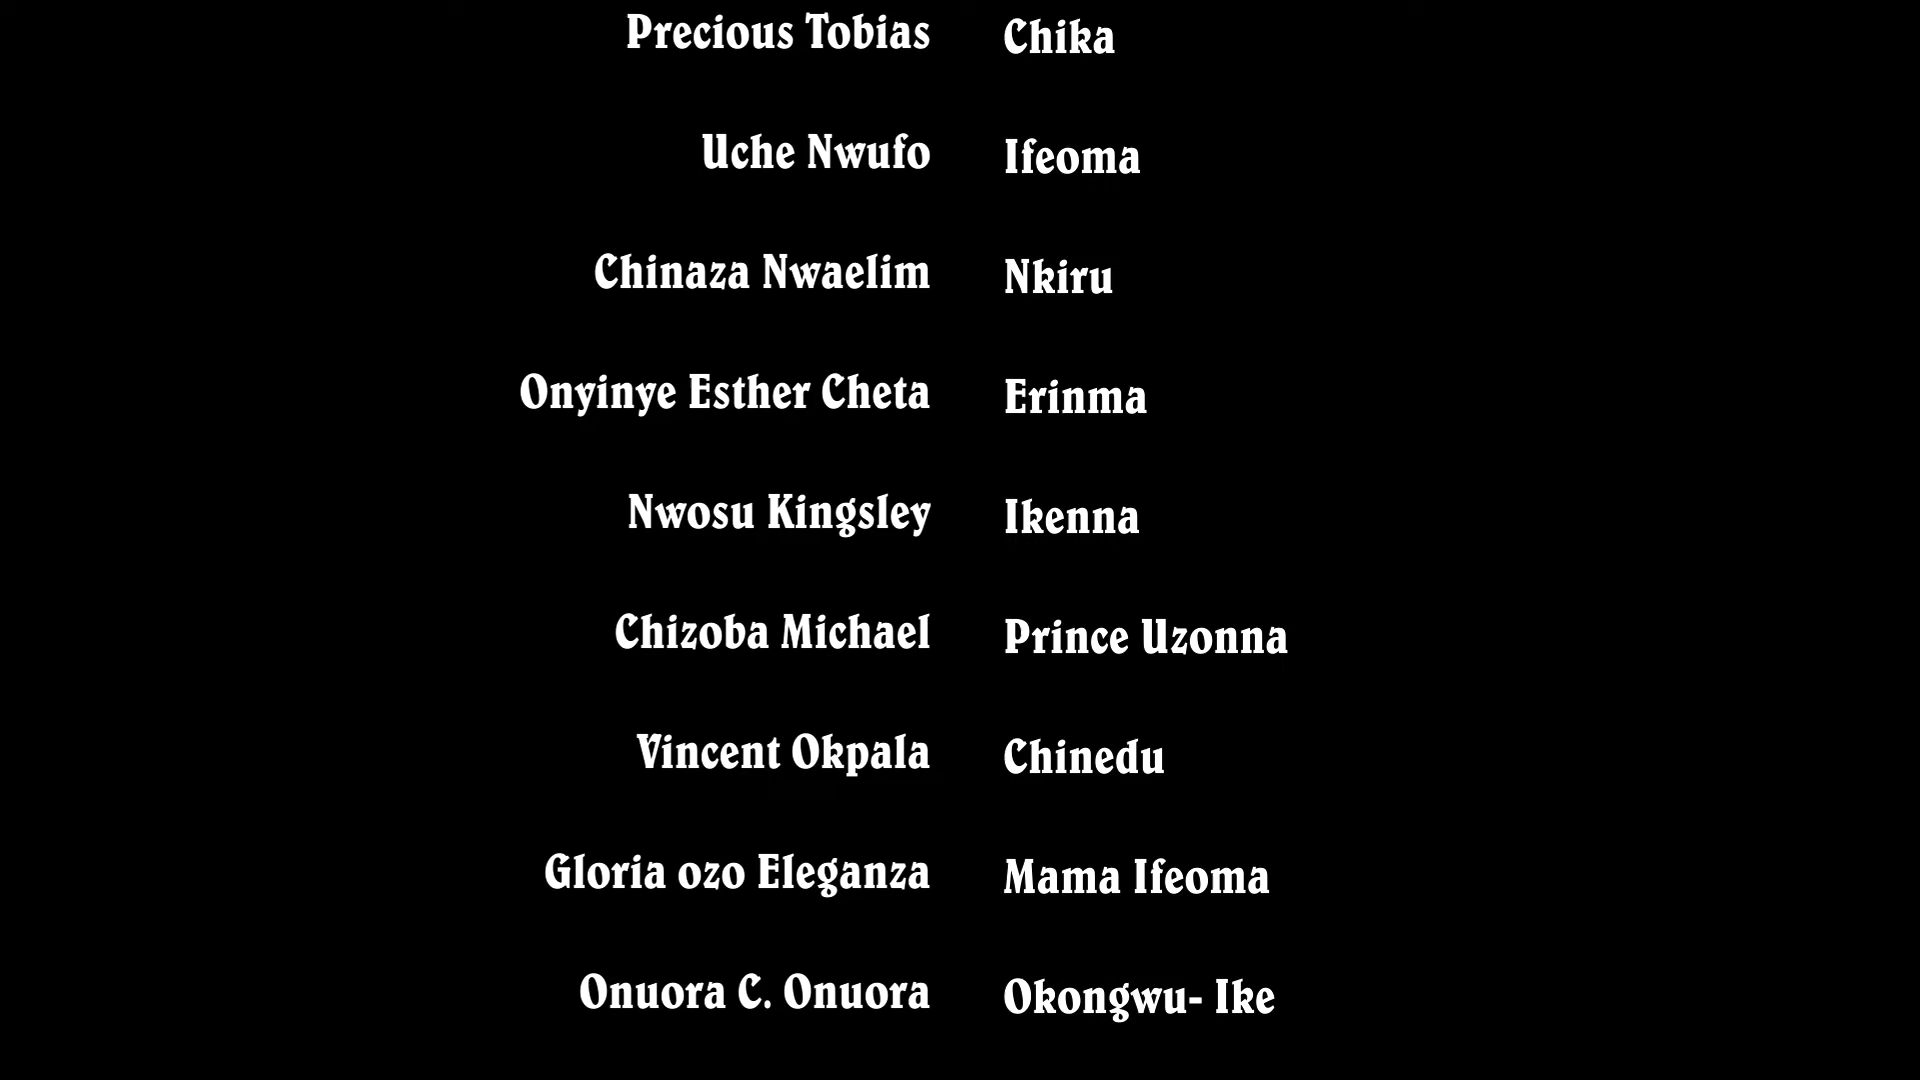 Precious Tobias Chika
Uche Nwufo Ifeoma
Chinaza Nwaelim Nkiru
Onyinye Esther Cheta Erinma
Nwosu Kingsley Ikenna
Chizoba Michael Prince Uzonna
Vincent Okpala Chinedu
Gloria ozo Eleganza Mama Ifeoma
Onuora C. Onuora Okongwu- Ike